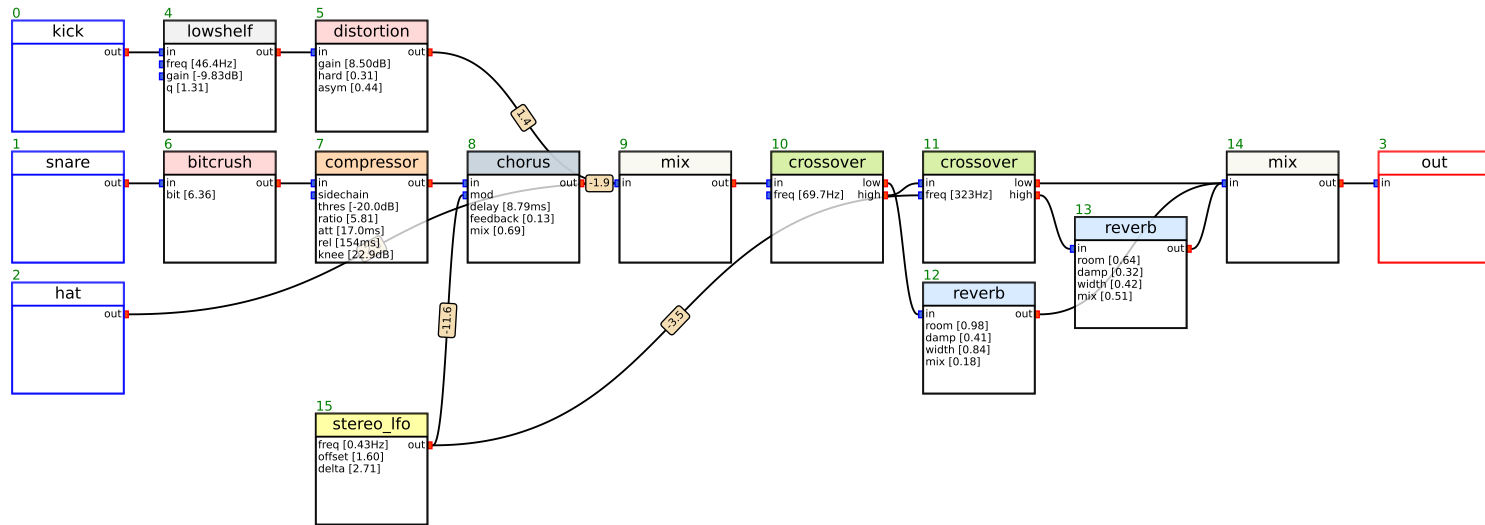 0
kick
out
4
lowshelf
in out
freq [46.4Hz]
gain [-9.83dB]
q [1.31]
5
distortion
in out
gain [8.50dB]
hard [0.31]
asym [0.44]
1.4
1
snare
out
6
bitcrush
in out
bit [6.36]
7
compressor
in out
sidechain
thres [-20.0dB]
ratio [5.81]
att [17.0ms]
rel [154ms]
knee [22.9dB]
8
chorus
in out
mod
delay [8.79ms]
feedback [0.13]
mix [0.69]
-1.9
9
mix
in out
10
crossover
in low
freq [69.7Hz] high
11
crossover
in low
freq [323Hz] high
13
reverb
in out
room [0.64]
damp [0.32]
width [0.42]
mix [0.51]
14
mix
in out
3
out
in
2
hat
out
-11.6
-3.5
12
reverb
in out
room [0.98]
damp [0.41]
width [0.84]
mix [0.18]
15
stereo_lfo
freq [0.43Hz] out
offset [1.60]
delta [2.71]